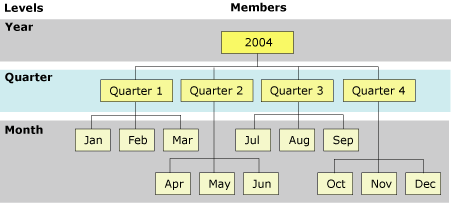 Levels Members
Year
2004
Quarter
Quarter 1 Quarter 2 Quarter 3 Quarter 4
Month
Jan Feb Mar Jul Aug Sep
Apr May Jun Oct Nov Dec